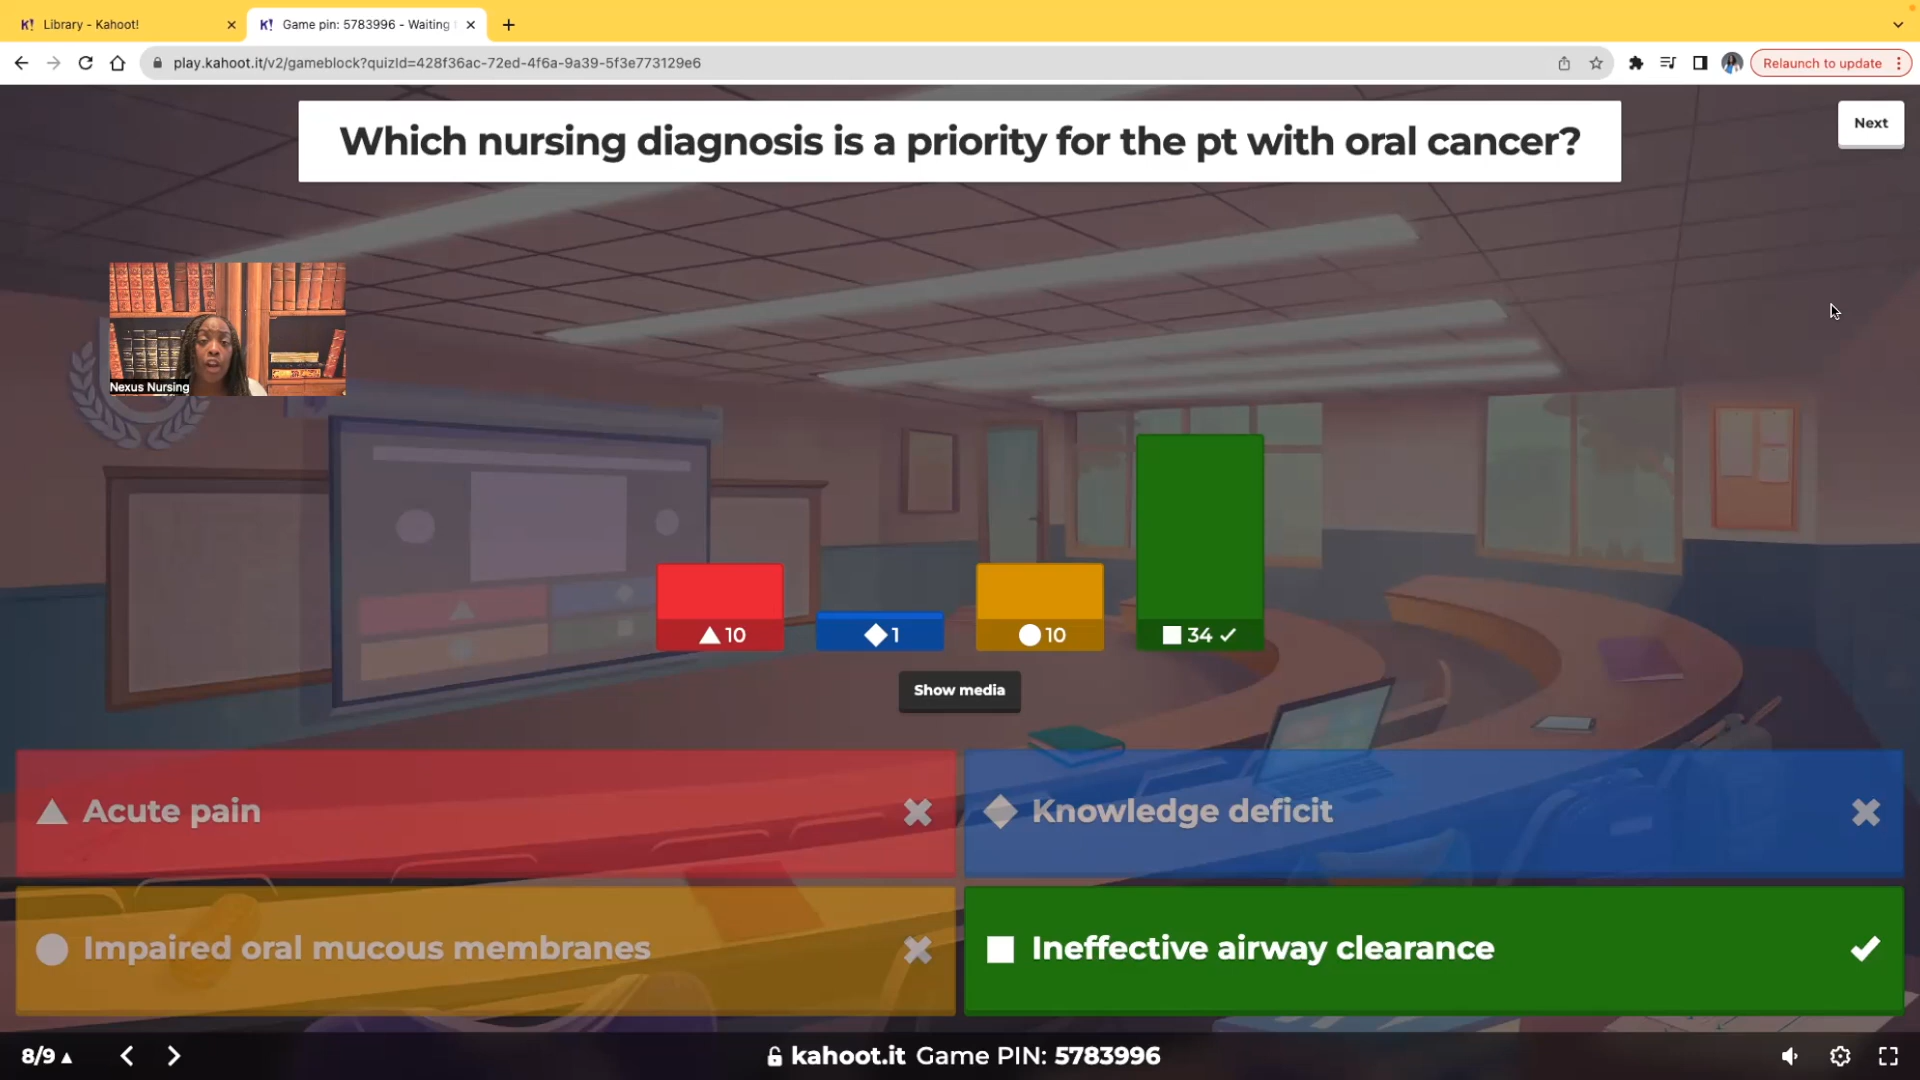 K! Library - Kahoot!
K! Game pin: 5783996 - Waiting
play.kahoot.it/v2/gameblock?quizId=428f36ac-72ed-4f6a-9a39-5f3e773129e6
Relaunch to update
Which nursing diagnosis is a priority for the pt with oral cancer?
Next
Nexus Nursing
10
1
10
34
Show media
Acute pain
Knowledge deficit
Impaired oral mucous membranes
Ineffective airway clearance
8/9
kahoot.it Game PIN: 5783996